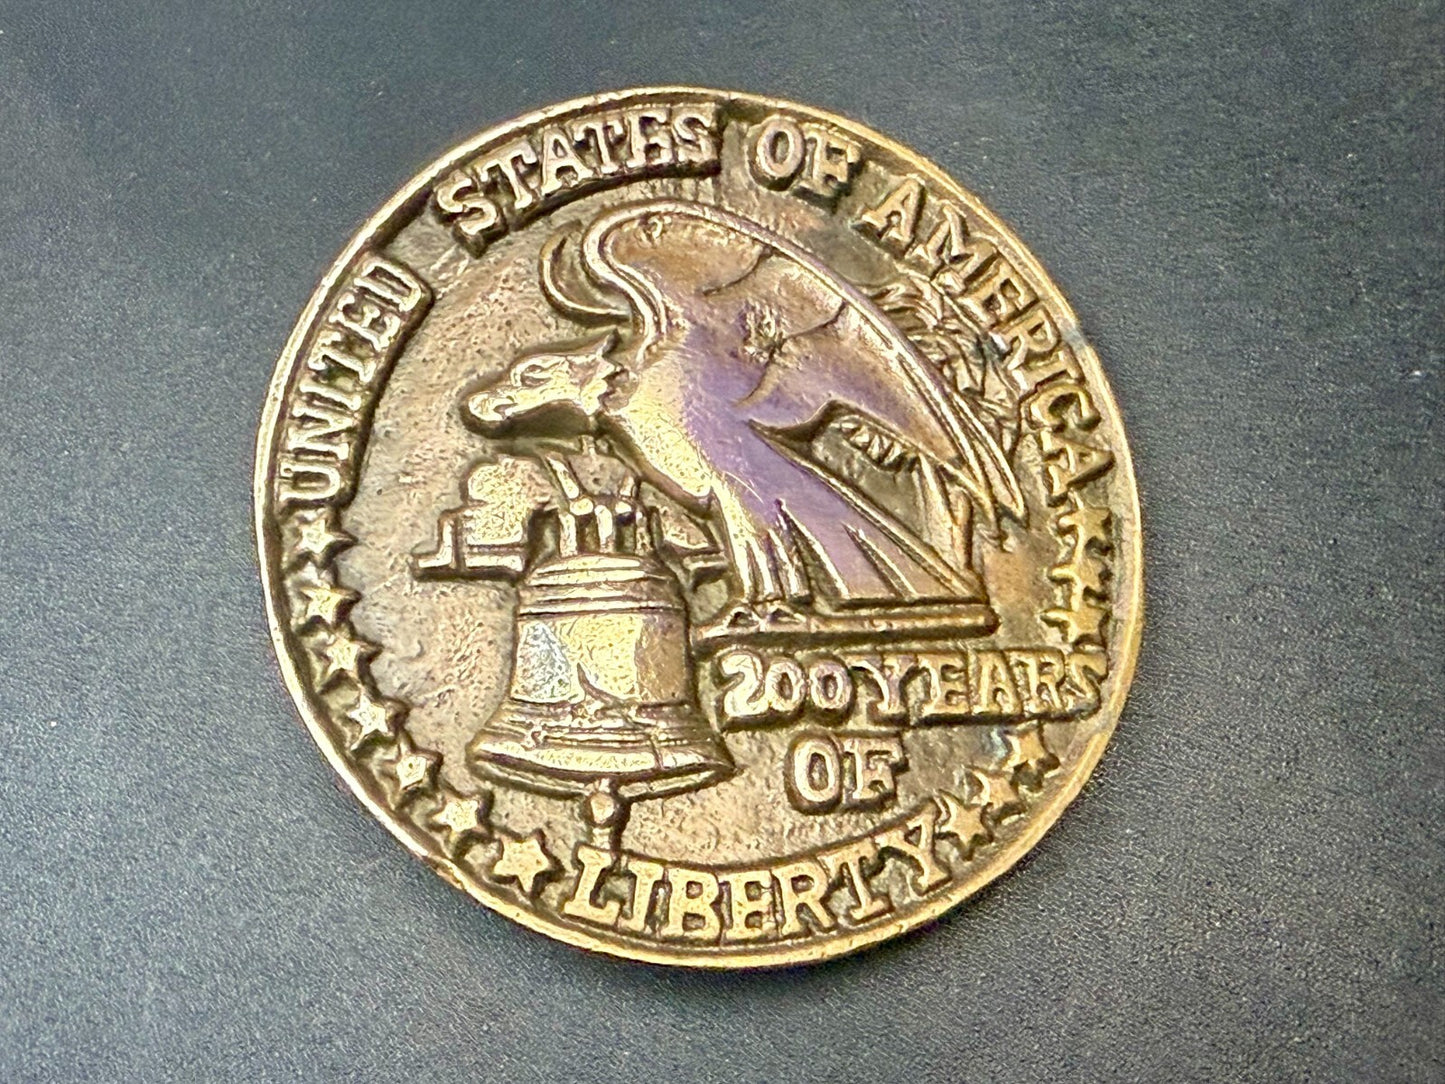 UNITED STATES OF AMERICA
200 YEARS
OF
LIBERTY